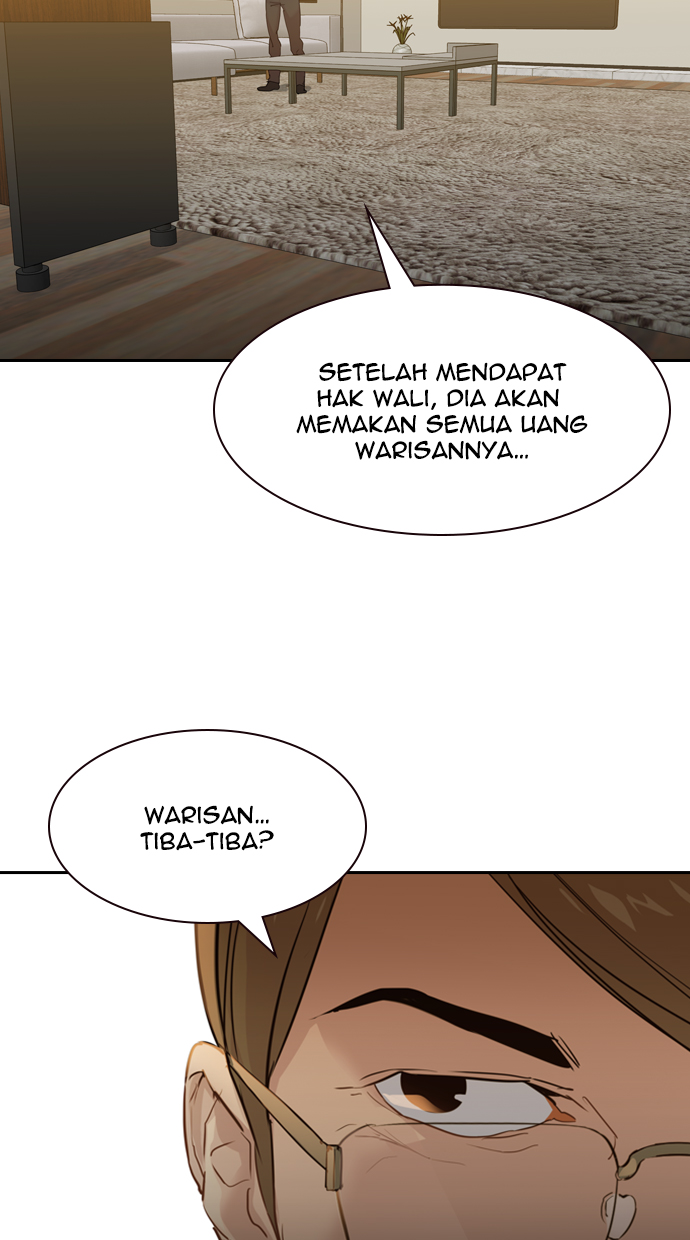 SETELAH MENDAPAT
HAK WALI, DIA AKAN
MEMAKAN SEMUA UANG
WARISANNYA...
WARISAN...
TIBA-TIBA?